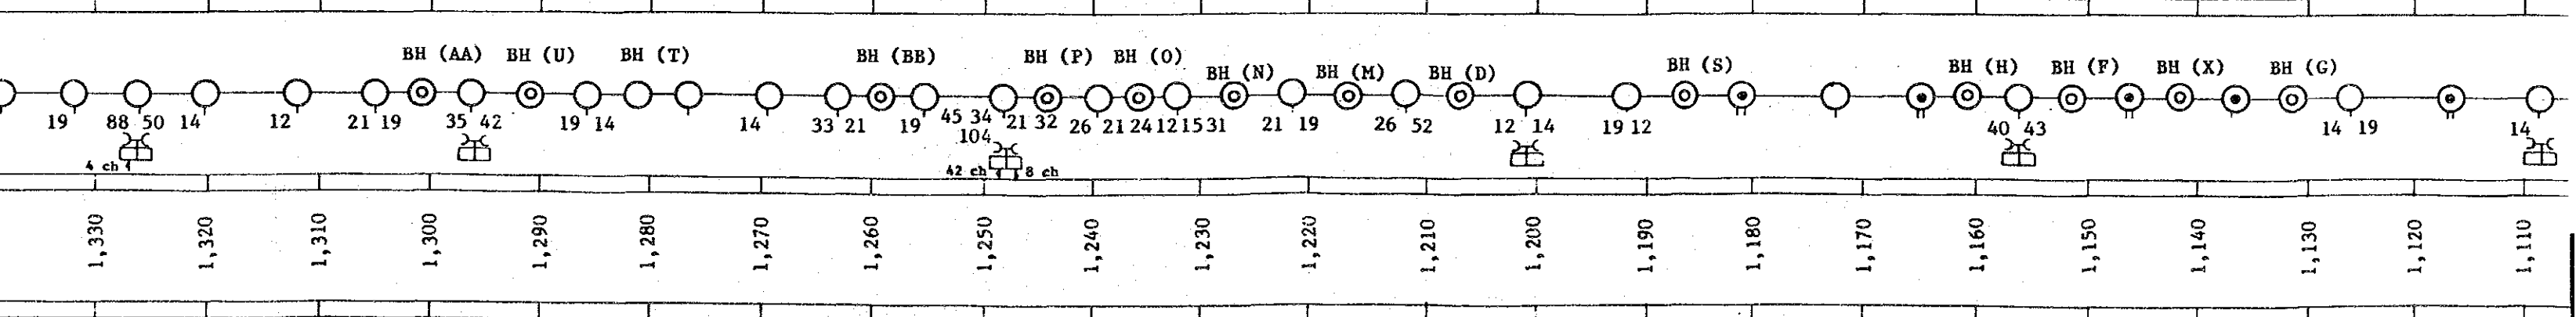 BH (AA) BH (U) BH (T) BH (BB) BH (P) BH (O) BH (N) BH (M) BH (D) BH (S) BH (H) BH (F) BH (X) BH (G)
19 88 50 14 12 21 19 35 42 19 14 14 33 21 19 45 34 21 32 26 21 24 12 15 31 21 19 26 52 12 14 19 12 40 43 14 19 14
104
4 ch 42 ch 8 ch
1,330 1,320 1,310 1,300 1,290 1,280 1,270 1,260 1,250 1,240 1,230 1,220 1,210 1,200 1,190 1,180 1,170 1,160 1,150 1,140 1,130 1,120 1,110